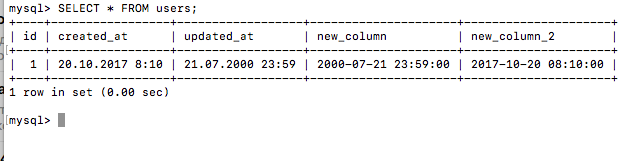 mysql> SELECT * FROM users;
+----+-----------------+------------------+---------------------+---------------------+
| id | created_at | updated_at | new_column | new_column_2 |
+----+-----------------+------------------+---------------------+---------------------+
| 1 | 20.10.2017 8:10 | 21.07.2000 23:59 | 2000-07-21 23:59:00 | 2017-10-20 08:10:00 |
+----+-----------------+------------------+---------------------+---------------------+
1 row in set (0.00 sec)
mysql>